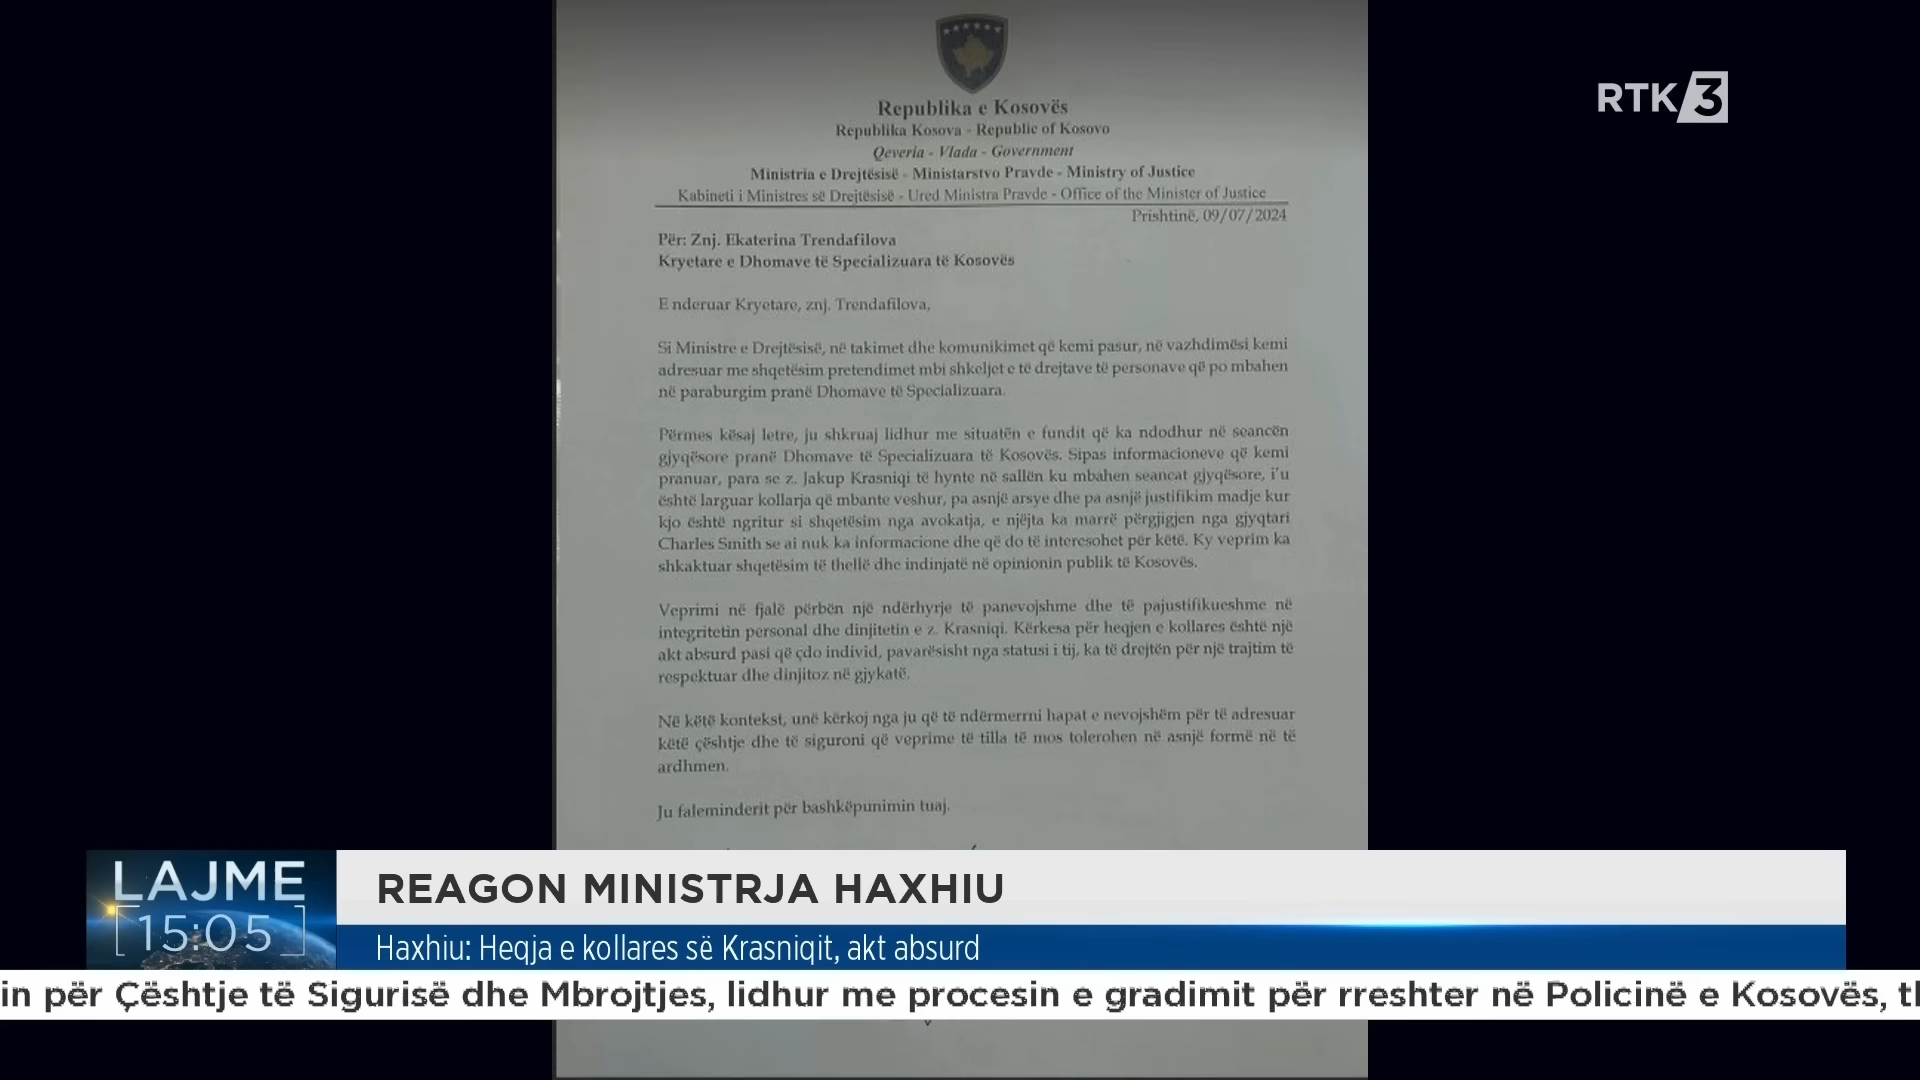 Republika e Kosovës
Republika Kosova - Republic of Kosovo
Qeveria - Vlada - Government
Ministria e Drejtësisë - Ministarstvo Pravde - Ministry of Justice
Kabineti i Ministres së Drejtësisë - Ured Ministra Pravde - Office of the Minister of Justice
Prishtinë, 09/07/2024
Për: Znj. Ekaterina Trendafilova
Kryetare e Dhomave të Specializuara të Kosovës
E nderuar Kryetare, znj. Trendafilova,
Si Ministre e Drejtësisë, në takimet dhe komunikimet që kemi pasur, në vazhdimësi kemi
adresuar me shqetësim pretendimet mbi shkeljet e të drejtave të personave që po mbahen
në paraburgim pranë Dhomave të Specializuara.
Përmes kësaj letre, ju shkruaj lidhur me situatën e fundit që ka ndodhur në seancën
gjyqësore pranë Dhomave të Specializuara të Kosovës. Sipas informacioneve që kemi
pranuar, para se z. Jakup Krasniqi të hynte në sallën ku mbahen seancat gjyqësore, i'u
është larguar kollarja që mbante veshur, pa asnjë arsye dhe pa asnjë justifikim madje kur
kjo është ngritur si shqetësim nga avokatja, e njëjta ka marrë përgjigjen nga gjyqtari
Charles Smith se ai nuk ka informacione dhe që do të interesohet për këtë. Ky veprim ka
shkaktuar shqetësim të thellë dhe indinjatë në opinionin publik të Kosovës.
Veprimi në fjalë përbën një ndërhyrje të panevojshme dhe të pajustifikueshme në
integritetin personal dhe dinjitetin e z. Krasniqi. Kërkesa për heqjen e kollares është një
akt absurd pasi që çdo individ, pavarësisht nga statusi i tij, ka të drejtën për një trajtim të
respektuar dhe dinjitoz në gjykatë.
Në këtë kontekst, unë kërkoj nga ju që të ndërmerrni hapat e nevojshëm për të adresuar
këtë çështje dhe të siguroni që veprime të tilla të mos tolerohen në asnjë formë në të
ardhmen.
Ju faleminderit për bashkëpunimin tuaj.
RTK 3
LAJME
15:05
REAGON MINISTRJA HAXHIU
Haxhiu: Heqja e kollares së Krasniqit, akt absurd
in për Çështje të Sigurisë dhe Mbrojtjes, lidhur me procesin e gradimit për rreshter në Policinë e Kosovës,